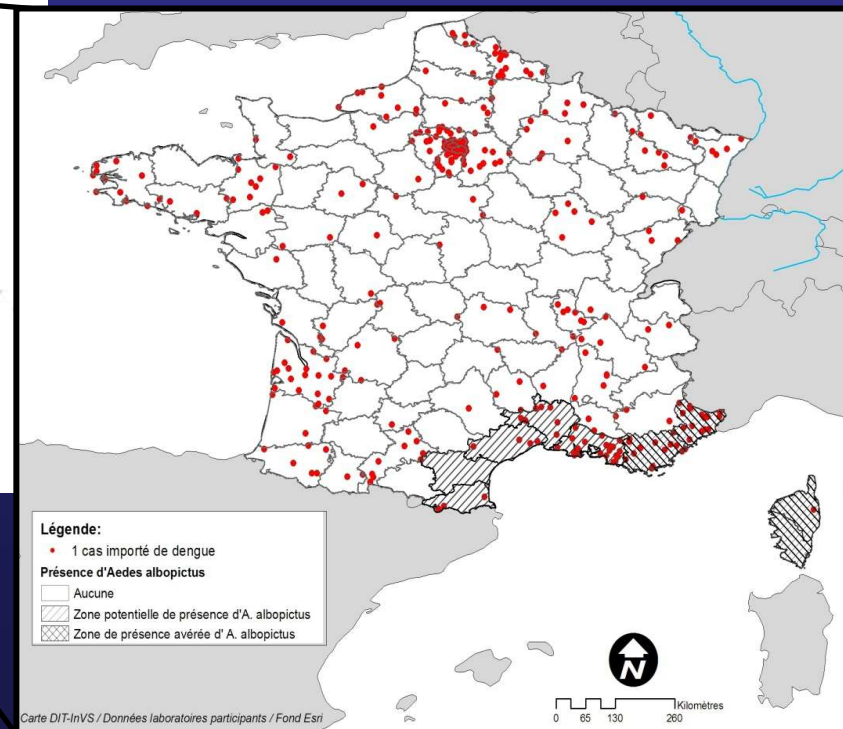 Légende:
1 cas importé de dengue
Présence d'Aedes albopictus
Aucune
Zone potentielle de présence d'A. albopictus
Zone de présence avérée d' A. albopictus
N
Kilomètres
0 65 130 260
Carte DIT-InVS / Données laboratoires participants / Fond Esri